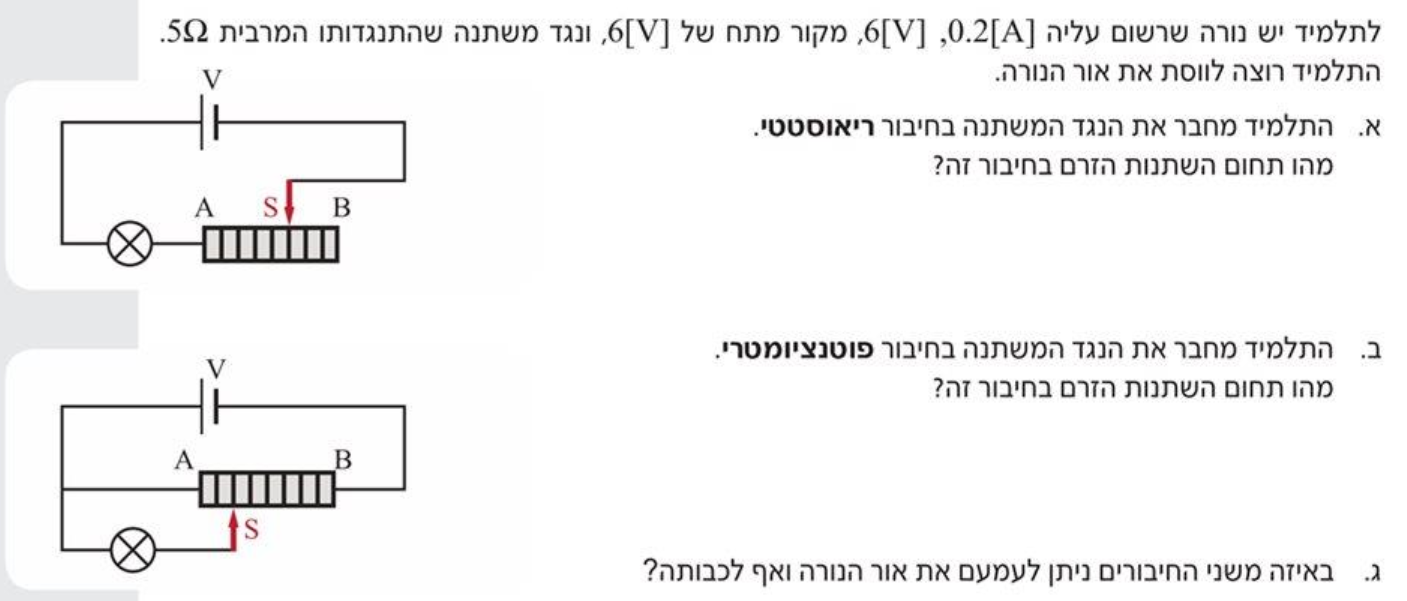 לתלמיד יש נורה שרשום עליה 0.2[A], 6[V], מקור מתח של 6[V], ונגד משתנה שהתנגדותו המרבית 5Ω.
התלמיד רוצה לווסת את אור הנורה.
א. התלמיד מחבר את הנגד המשתנה בחיבור ריאוסטטי.
מהו תחום השתנות הזרם בחיבור זה?
V
A S B
ב. התלמיד מחבר את הנגד המשתנה בחיבור פוטנציומטרי.
מהו תחום השתנות הזרם בחיבור זה?
V
A B
S
ג. באיזה משני החיבורים ניתן לעמעם את אור הנורה ואף לכבותה?